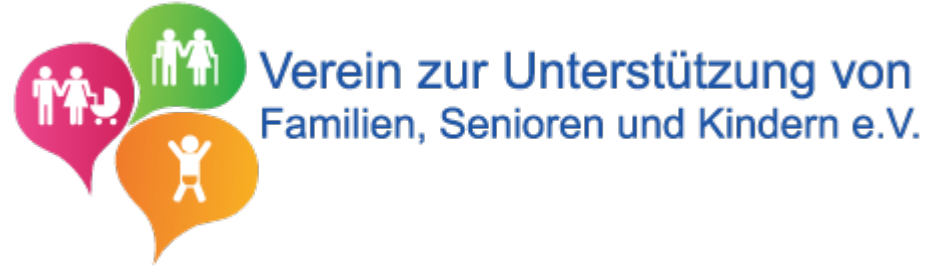 Verein zur Unterstützung von
Familien, Senioren und Kindern e.V.